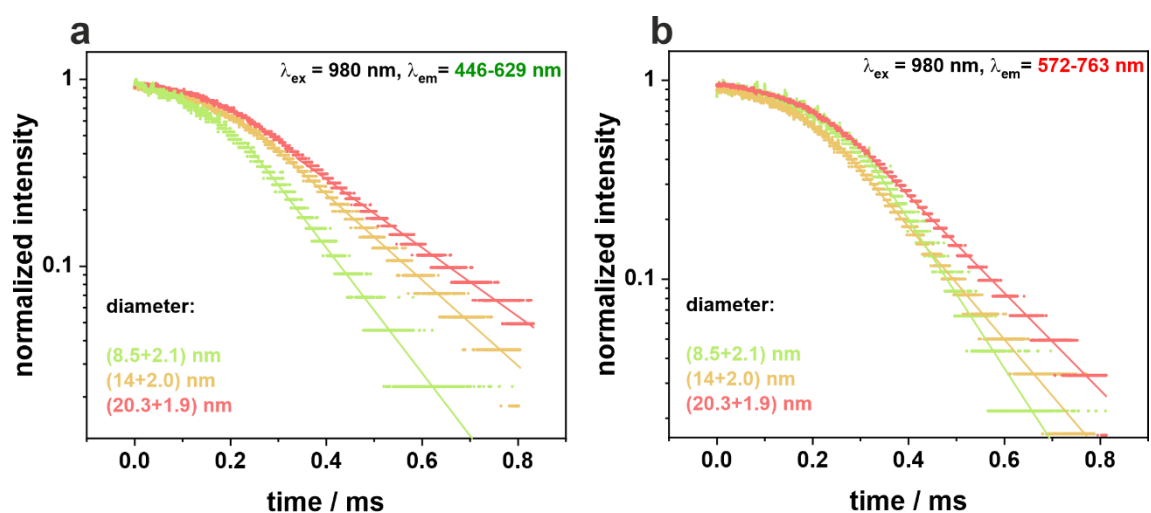 a
λex = 980 nm, λem= 446-629 nm
normalized intensity
1
0.1
diameter:
(8.5+2.1) nm
(14+2.0) nm
(20.3+1.9) nm
0.0 0.2 0.4 0.6 0.8
time / ms
b
λex = 980 nm, λem= 572-763 nm
normalized intensity
1
0.1
diameter:
(8.5+2.1) nm
(14+2.0) nm
(20.3+1.9) nm
0.0 0.2 0.4 0.6 0.8
time / ms